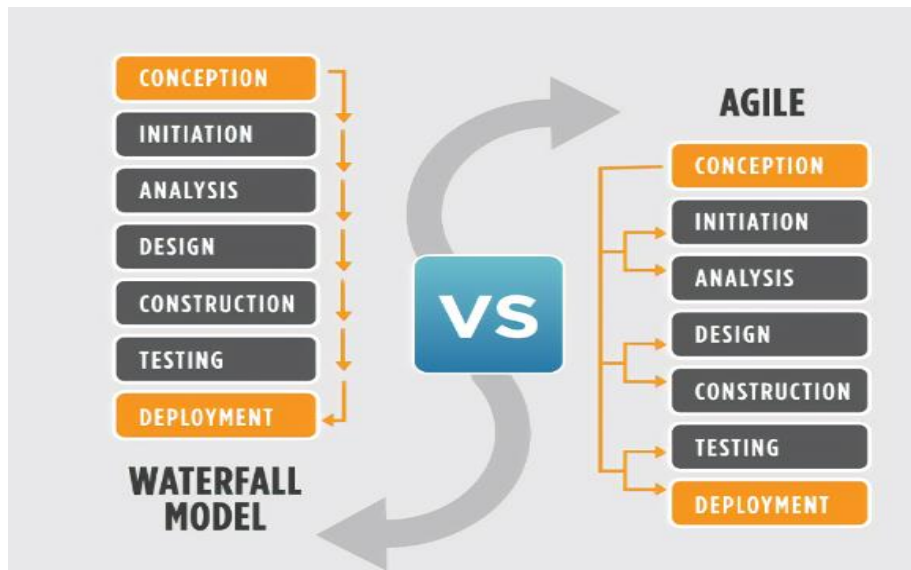 CONCEPTION
INITIATION
ANALYSIS
DESIGN
CONSTRUCTION
TESTING
DEPLOYMENT
WATERFALL
MODEL
VS
AGILE
CONCEPTION
INITIATION
ANALYSIS
DESIGN
CONSTRUCTION
TESTING
DEPLOYMENT